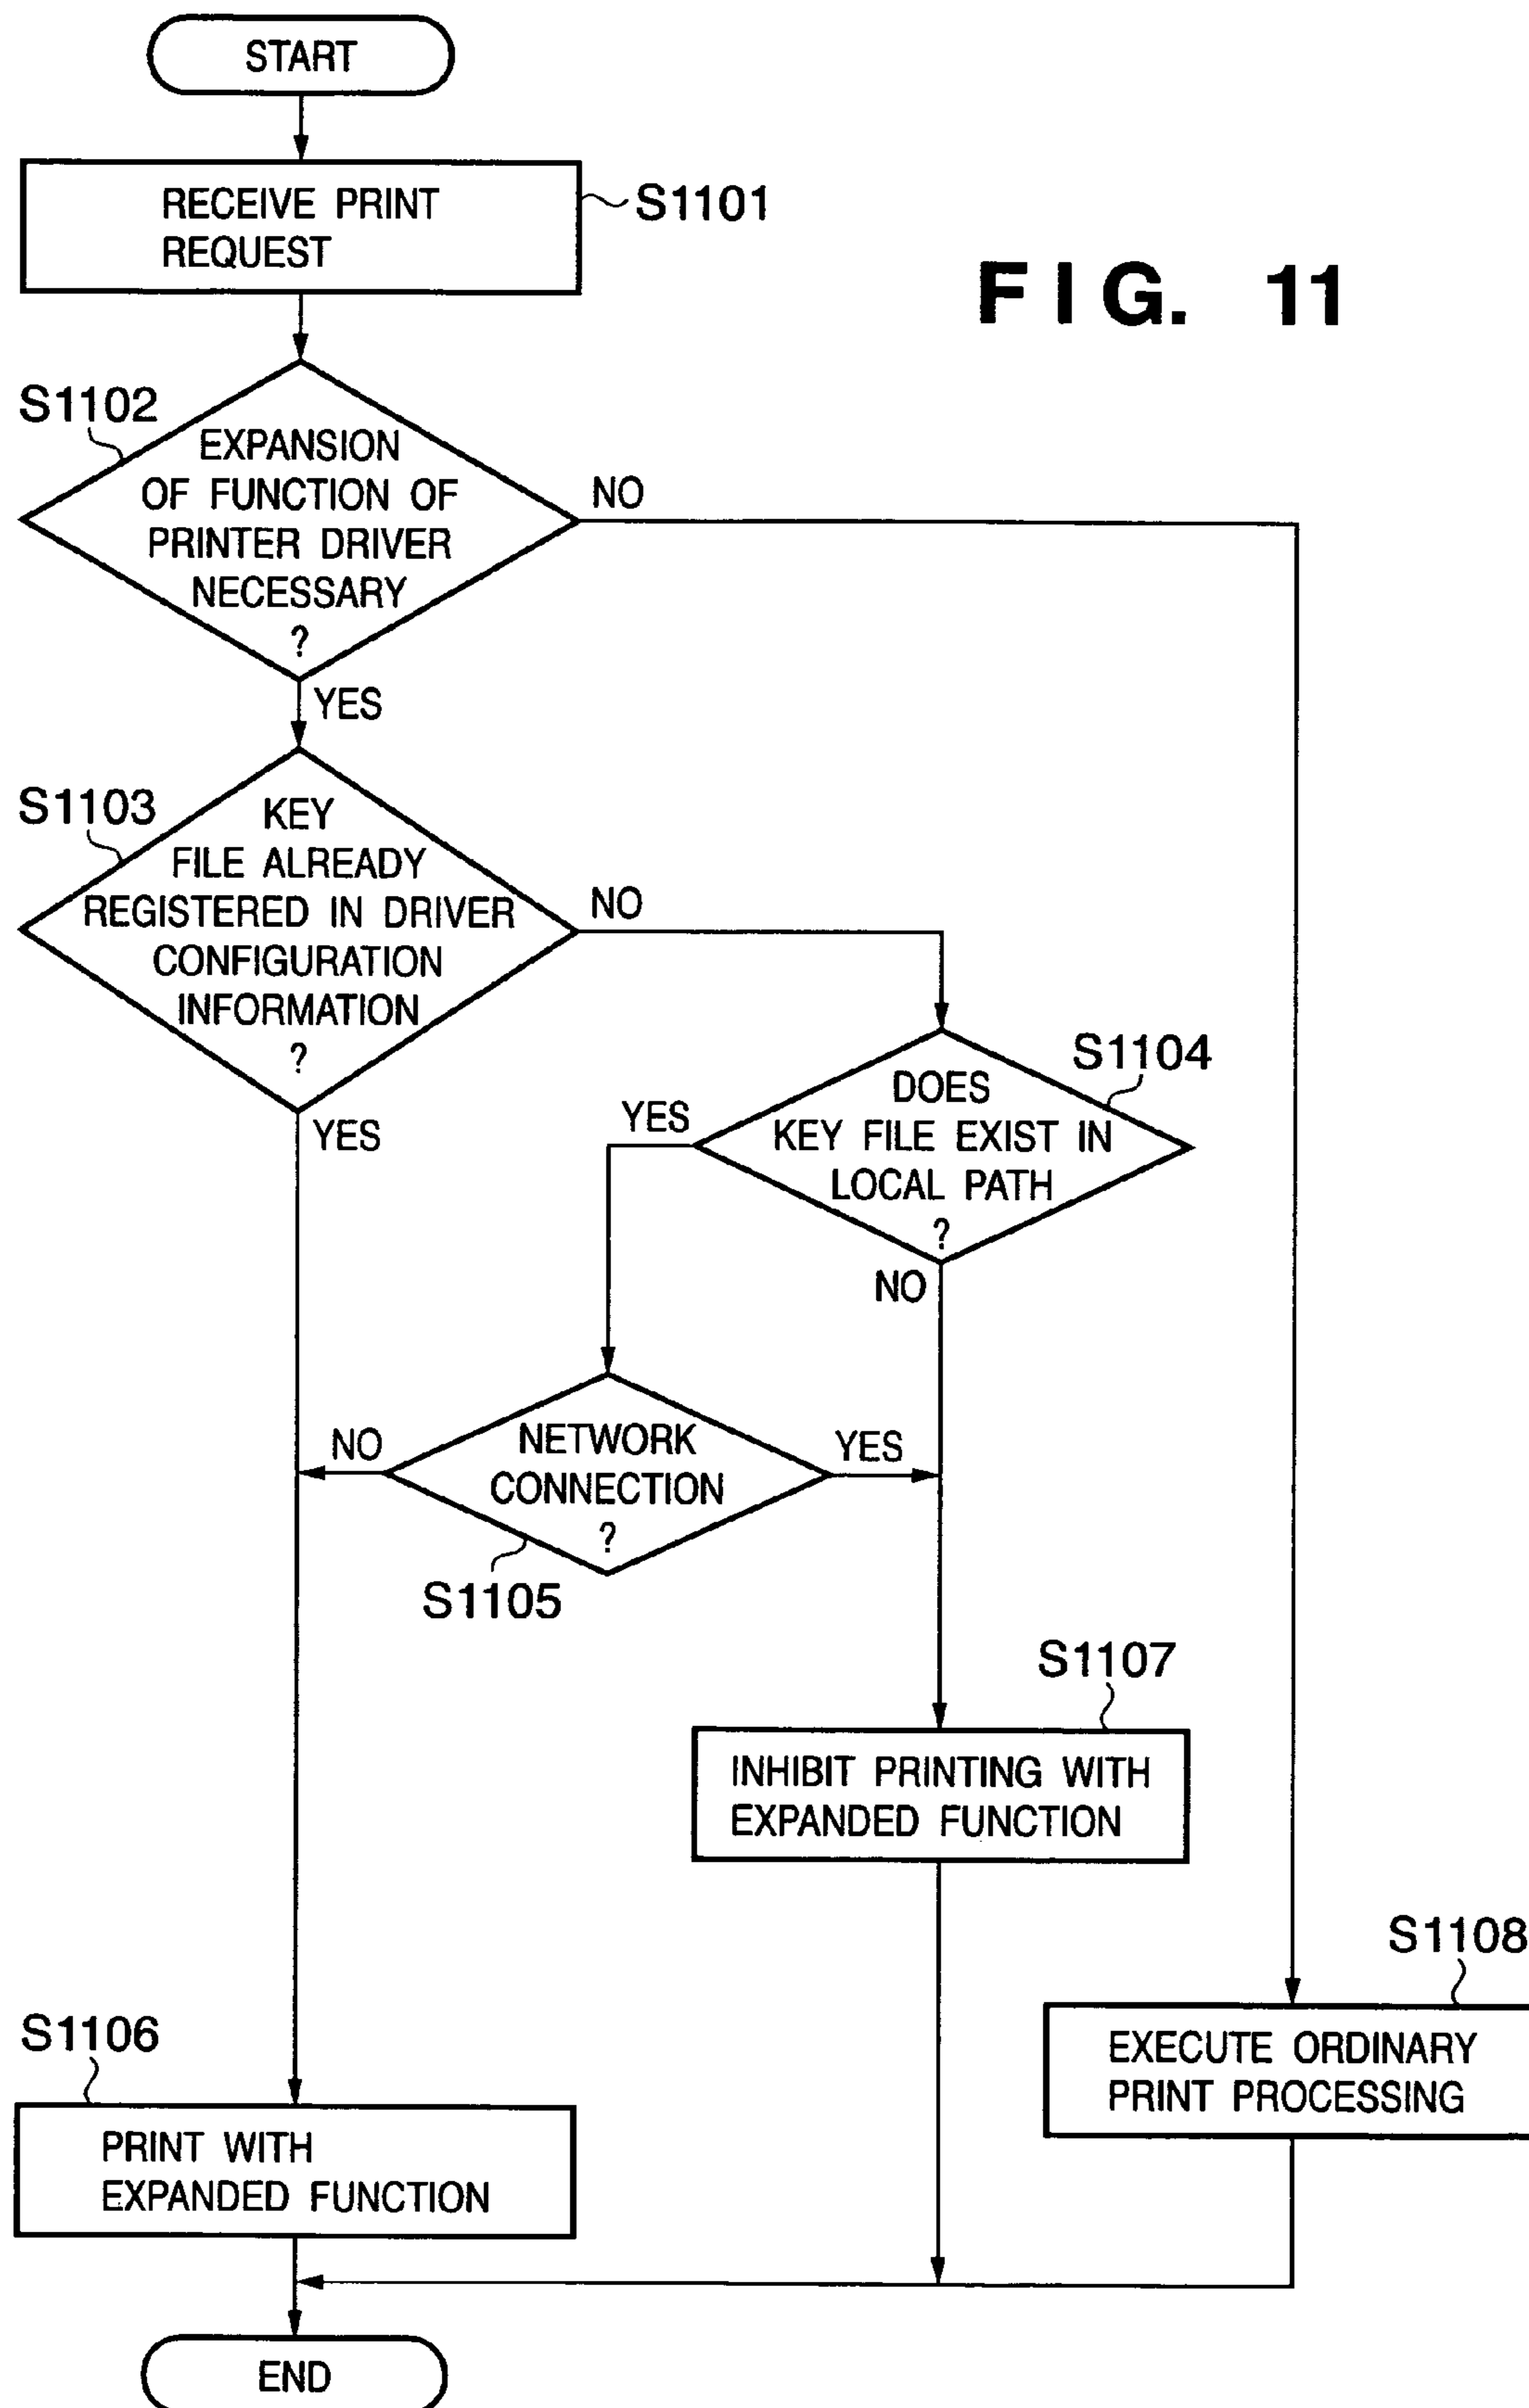 START
RECEIVE PRINT
REQUEST
S1101
FIG. 11
S1102
EXPANSION
OF FUNCTION OF
PRINTER DRIVER
NECESSARY
?
NO
YES
S1103
KEY
FILE ALREADY
REGISTERED IN DRIVER
CONFIGURATION
INFORMATION
?
NO
YES
S1104
DOES
KEY FILE EXIST IN
LOCAL PATH
?
YES
NO
NETWORK
CONNECTION
?
NO
YES
S1105
S1107
INHIBIT PRINTING WITH
EXPANDED FUNCTION
S1108
EXECUTE ORDINARY
PRINT PROCESSING
S1106
PRINT WITH
EXPANDED FUNCTION
END